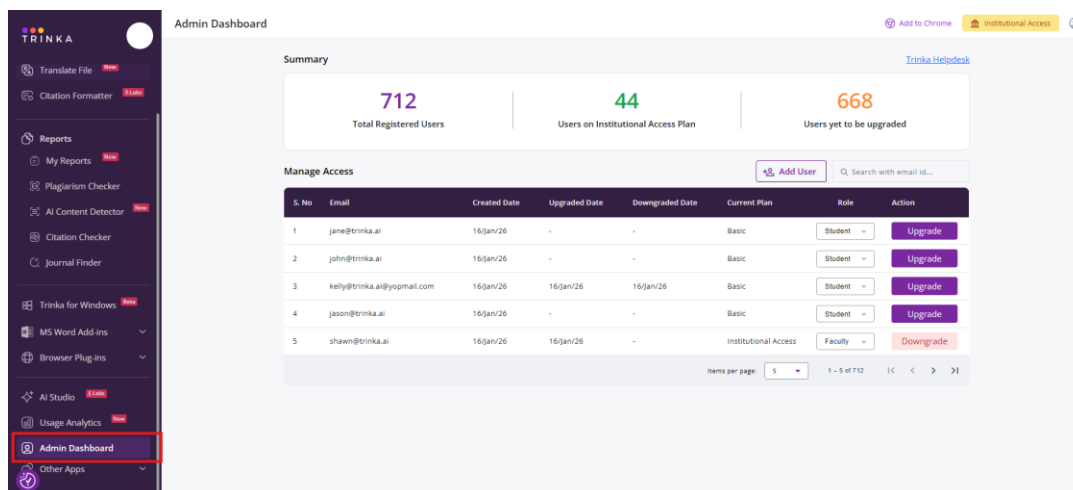 TRINKA
Translate File New
Citation Formatter Labs
Reports
My Reports New
Plagiarism Checker
AI Content Detector New
Citation Checker
Journal Finder
Trinka for Windows Beta
MS Word Add-ins
Browser Plug-ins
AI Studio Labs
Usage Analytics New
Admin Dashboard
Other Apps
Admin Dashboard
Add to Chrome
Institutional Access
Summary
Trinka Helpdesk
712
Total Registered Users
44
Users on Institutional Access Plan
668
Users yet to be upgraded
Manage Access
Add User
Search with email id...
S. No Email Created Date Upgraded Date Downgraded Date Current Plan Role Action
1 jane@trinka.ai 16/Jan/26 - - Basic Student Upgrade
2 john@trinka.ai 16/Jan/26 - - Basic Student Upgrade
3 kelly@trinka.ai@yopmail.com 16/Jan/26 16/Jan/26 16/Jan/26 Basic Student Upgrade
4 jason@trinka.ai 16/Jan/26 - - Basic Student Upgrade
5 shawn@trinka.ai 16/Jan/26 16/Jan/26 - Institutional Access Faculty Downgrade
Items per page: 5 1 – 5 of 712